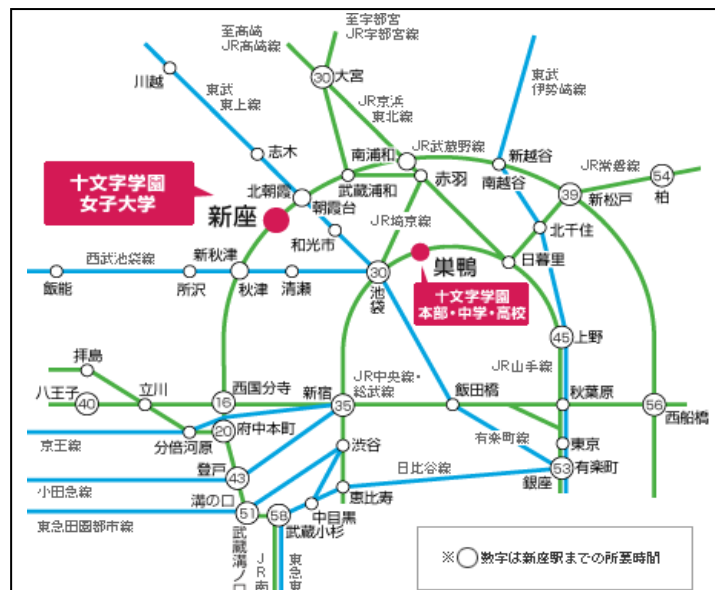 至高崎
JR高崎線
至宇都宮
JR宇都宮線
川越
東武
東上線
30
大宮
JR京浜
東北線
東武
伊勢崎線
志木
南浦和
JR武蔵野線
新越谷
南越谷
JR常磐線
54
柏
十文字学園
女子大学
北朝霞
朝霞台
武蔵浦和
赤羽
39
新松戸
新座
JR埼京線
北千住
和光市
巣鴨
日暮里
新秋津
西武池袋線
飯能
所沢
秋津
清瀬
30
池袋
十文字学園
本部・中学・高校
45
上野
拝島
JR中央線・
総武線
JR山手線
八王子
40
立川
16
西国分寺
新宿
35
飯田橋
秋葉原
56
西船橋
京王線
分倍河原
20
府中本町
渋谷
有楽町線
東京
登戸
43
日比谷線
53
有楽町
銀座
小田急線
溝の口
51
58
恵比寿
中目黒
武蔵小杉
東急田園都市線
武蔵溝ノ口
JR南
東急東
※○数字は新座駅までの所要時間